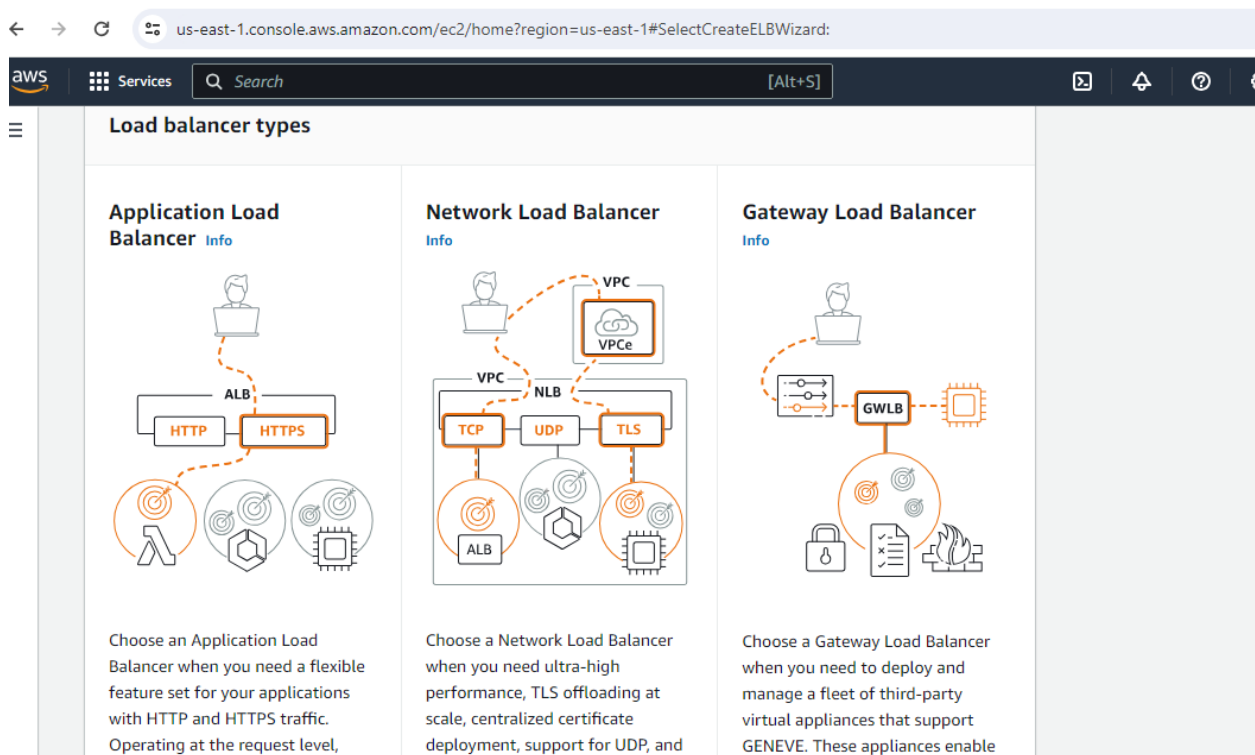 us-east-1.console.aws.amazon.com/ec2/home?region=us-east-1#SelectCreateELBWizard:
aws
Services
Search
[Alt+S]
Load balancer types
Application Load
Balancer Info
ALB
HTTP
HTTPS
Choose an Application Load
Balancer when you need a flexible
feature set for your applications
with HTTP and HTTPS traffic.
Operating at the request level,
Network Load Balancer
Info
VPC
VPCe
VPC
NLB
TCP
UDP
TLS
ALB
Choose a Network Load Balancer
when you need ultra-high
performance, TLS offloading at
scale, centralized certificate
deployment, support for UDP, and
Gateway Load Balancer
Info
GWLB
Choose a Gateway Load Balancer
when you need to deploy and
manage a fleet of third-party
virtual appliances that support
GENEVE. These appliances enable